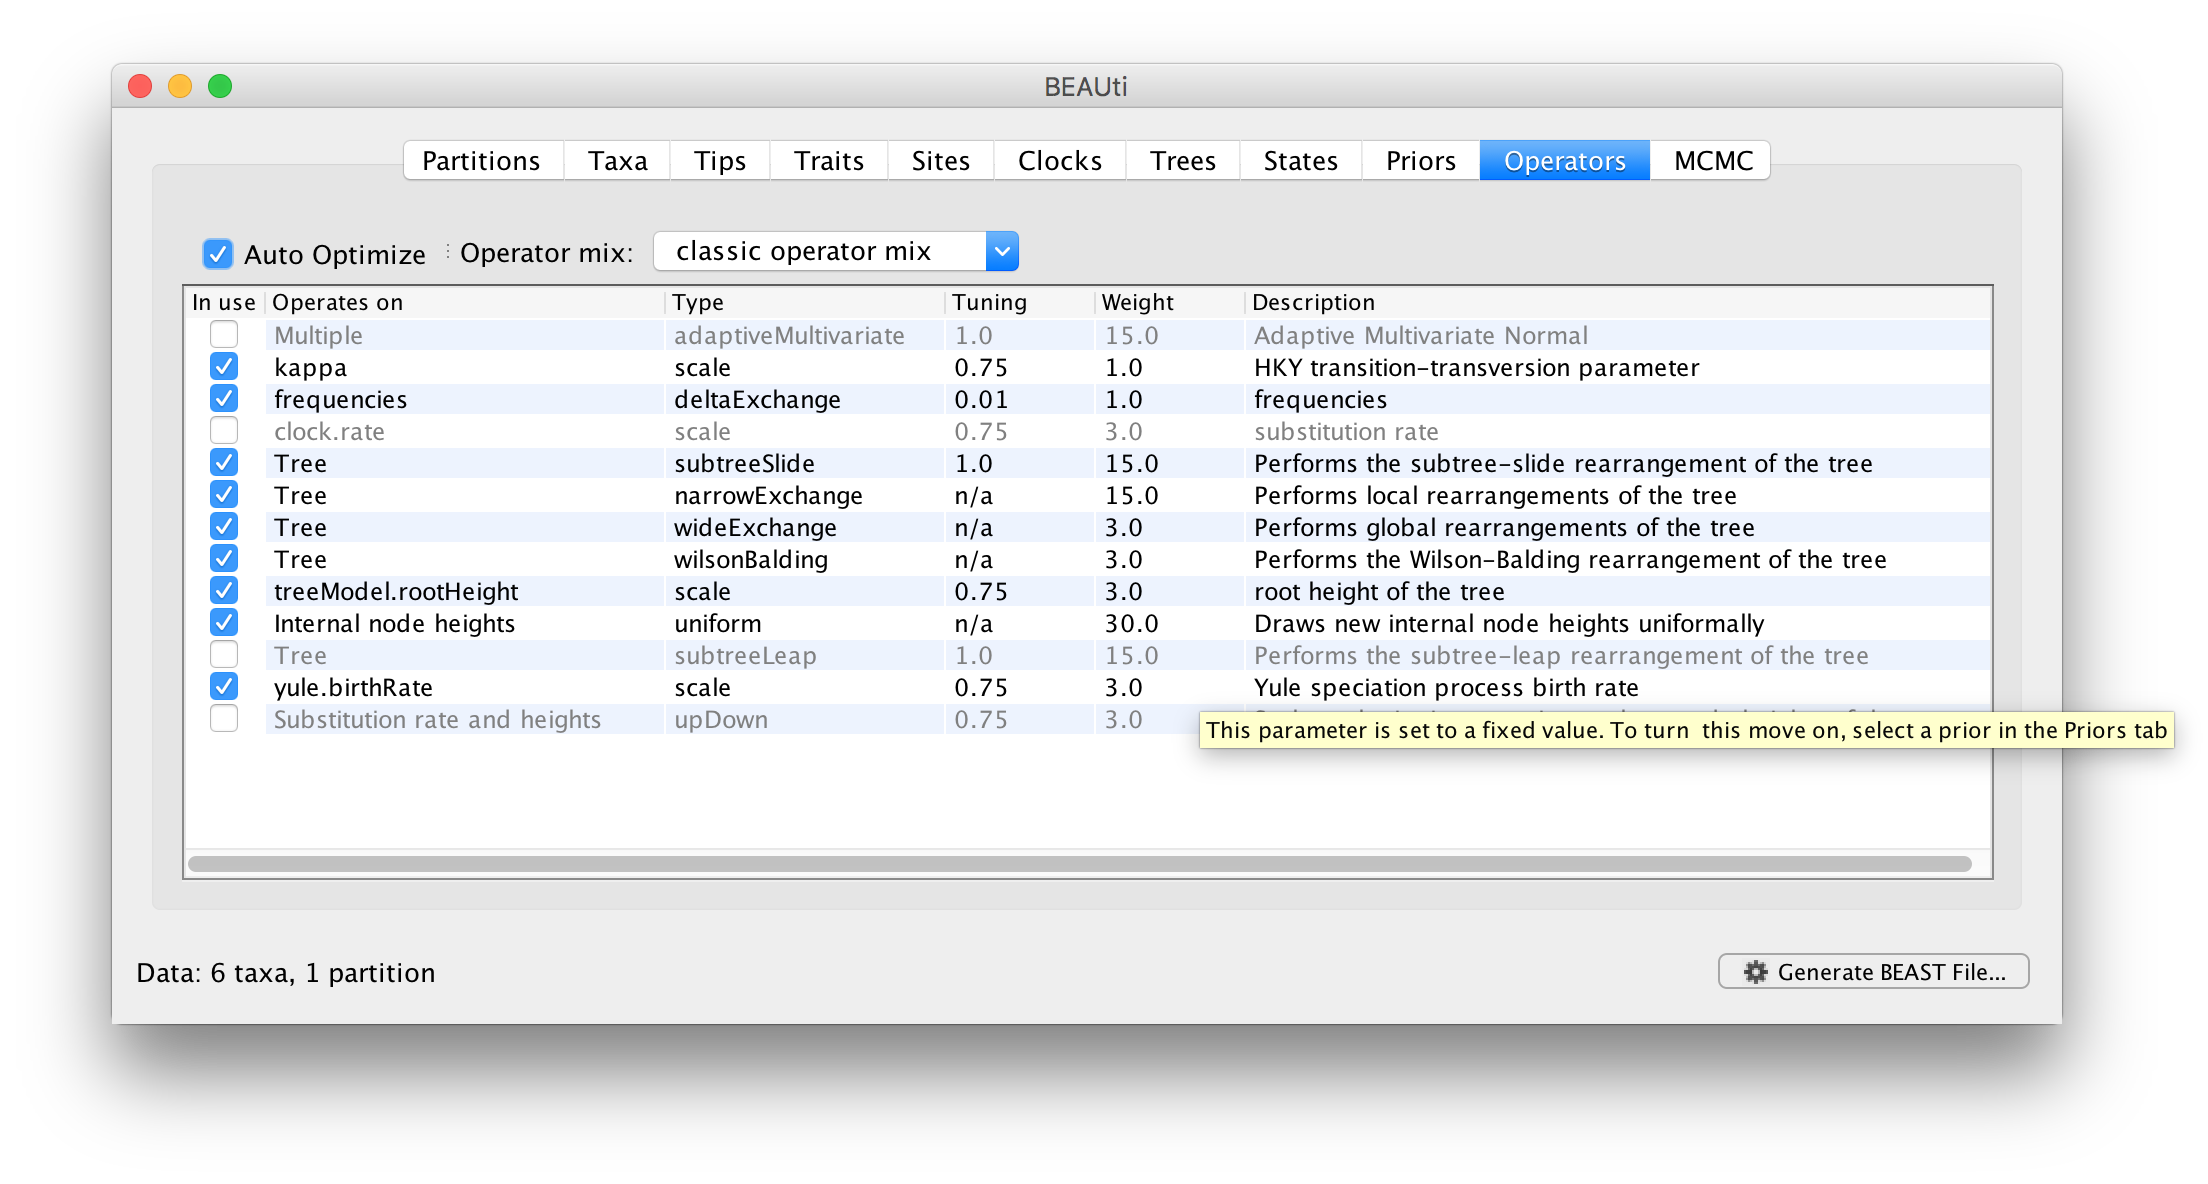 BEAUti
Partitions Taxa Tips Traits Sites Clocks Trees States Priors Operators MCMC
Auto Optimize Operator mix: classic operator mix
In use Operates on Type Tuning Weight Description
Multiple adaptiveMultivariate 1.0 15.0 Adaptive Multivariate Normal
kappa scale 0.75 1.0 HKY transition-transversion parameter
frequencies deltaExchange 0.01 1.0 frequencies
clock.rate scale 0.75 3.0 substitution rate
Tree subtreeSlide 1.0 15.0 Performs the subtree-slide rearrangement of the tree
Tree narrowExchange n/a 15.0 Performs local rearrangements of the tree
Tree wideExchange n/a 3.0 Performs global rearrangements of the tree
Tree wilsonBalding n/a 3.0 Performs the Wilson-Balding rearrangement of the tree
treeModel.rootHeight scale 0.75 3.0 root height of the tree
Internal node heights uniform n/a 30.0 Draws new internal node heights uniformally
Tree subtreeLeap 1.0 15.0 Performs the subtree-leap rearrangement of the tree
yule.birthRate scale 0.75 3.0 Yule speciation process birth rate
Substitution rate and heights upDown 0.75 3.0
This parameter is set to a fixed value. To turn  this move on, select a prior in the Priors tab
Data: 6 taxa, 1 partition
Generate BEAST File...